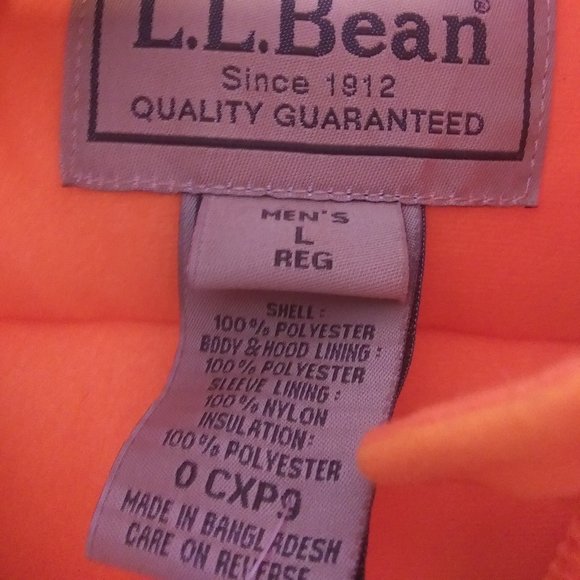 L.L.Bean®
Since 1912
QUALITY GUARANTEED
MEN'S
L
REG
SHELL:
100% POLYESTER
BODY & HOOD LINING:
100% POLYESTER
SLEEVE LINING:
100% NYLON
INSULATION:
100% POLYESTER
0 CXP9
MADE IN BANGLADESH
CARE ON REVERSE